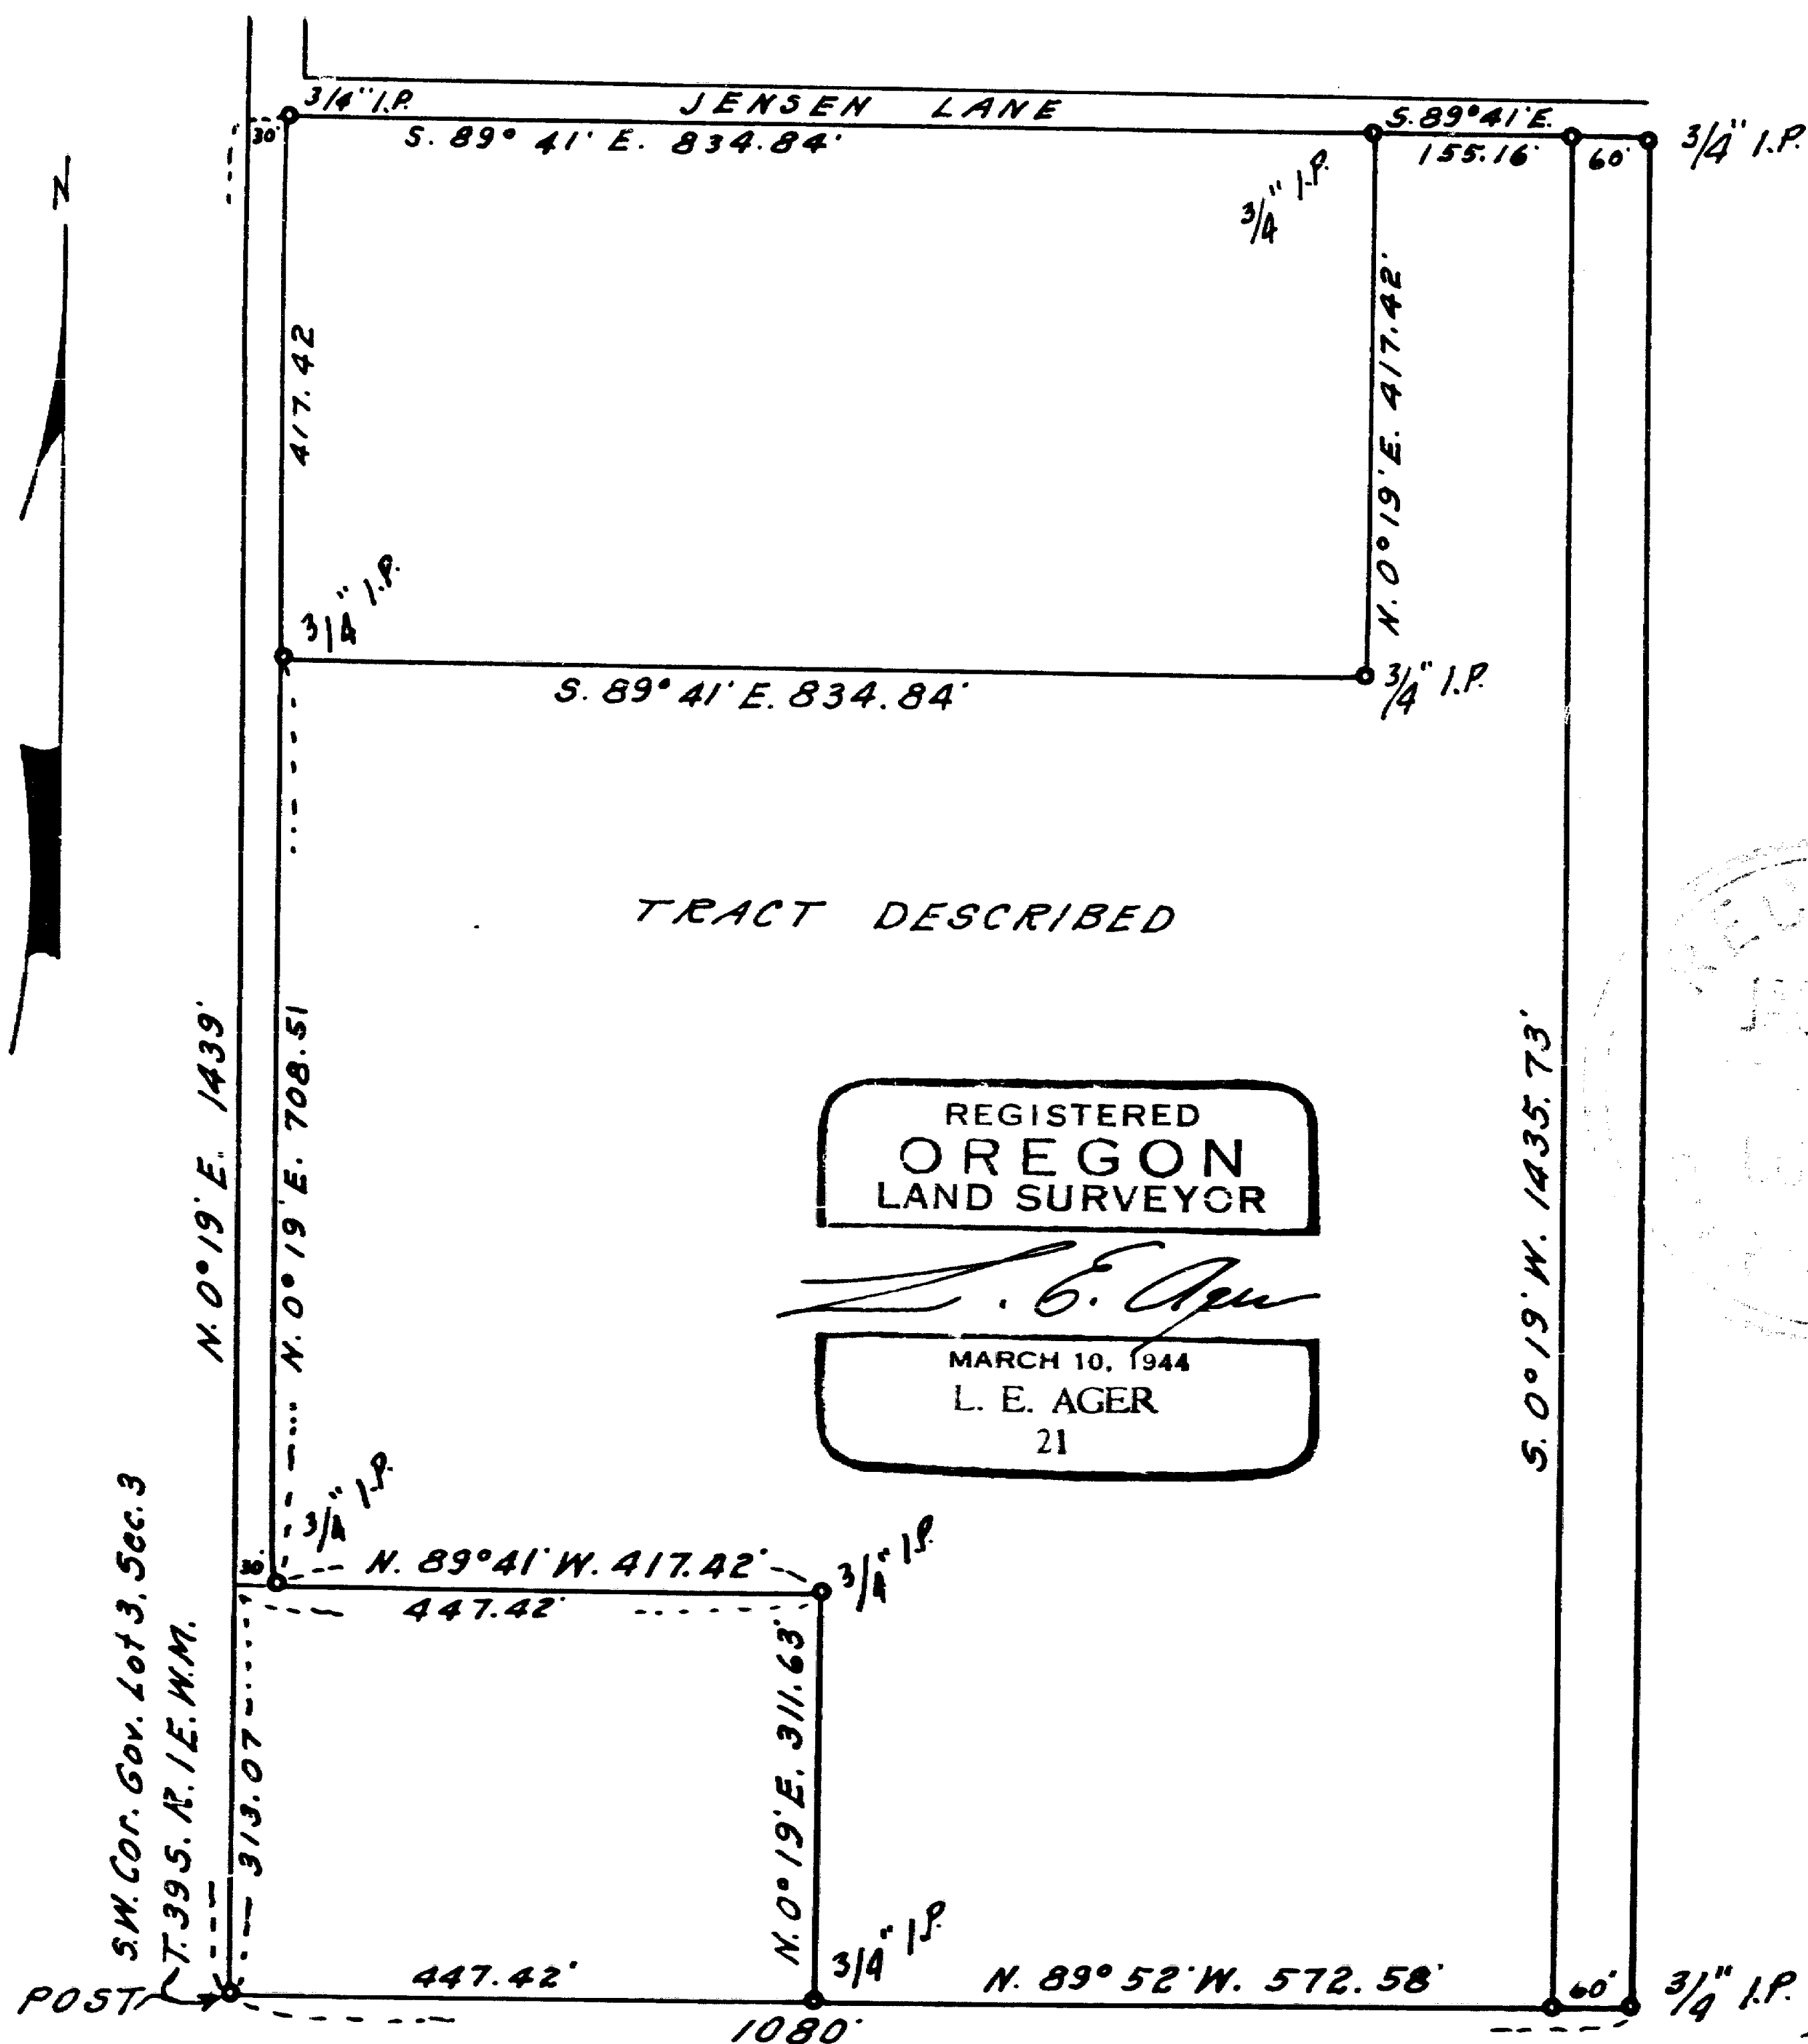 N
30'
3/4" I.P.
JENSEN LANE
S. 89° 41' E. 834.84'
S. 89° 41' E.
155.16'
60'
3/4" I.P.
3/4" I.P.
417.42
N. 0° 19' E. 417.42'
3/4" I.P.
S. 89° 41' E. 834.84'
3/4" I.P.
TRACT DESCRIBED
N. 0° 19' E. 1439'
N. 0° 19' E. 708.51
S. 0° 19' W. 1435.73'
REGISTERED
OREGON
LAND SURVEYOR
L. E. Ager
MARCH 10, 1944
L. E. AGER
21
3/4" I.P.
30'
N. 89° 41' W. 417.42'
3/4" I.P.
447.42'
S.W. Cor. Gov. Lot 3, Sec. 3
T. 39 S. R. 1 E. W.M.
313.07
N. 0° 19' E. 311.63'
3/4" I.P.
POST
447.42'
N. 89° 52' W. 572.58'
60'
3/4" I.P.
1080'